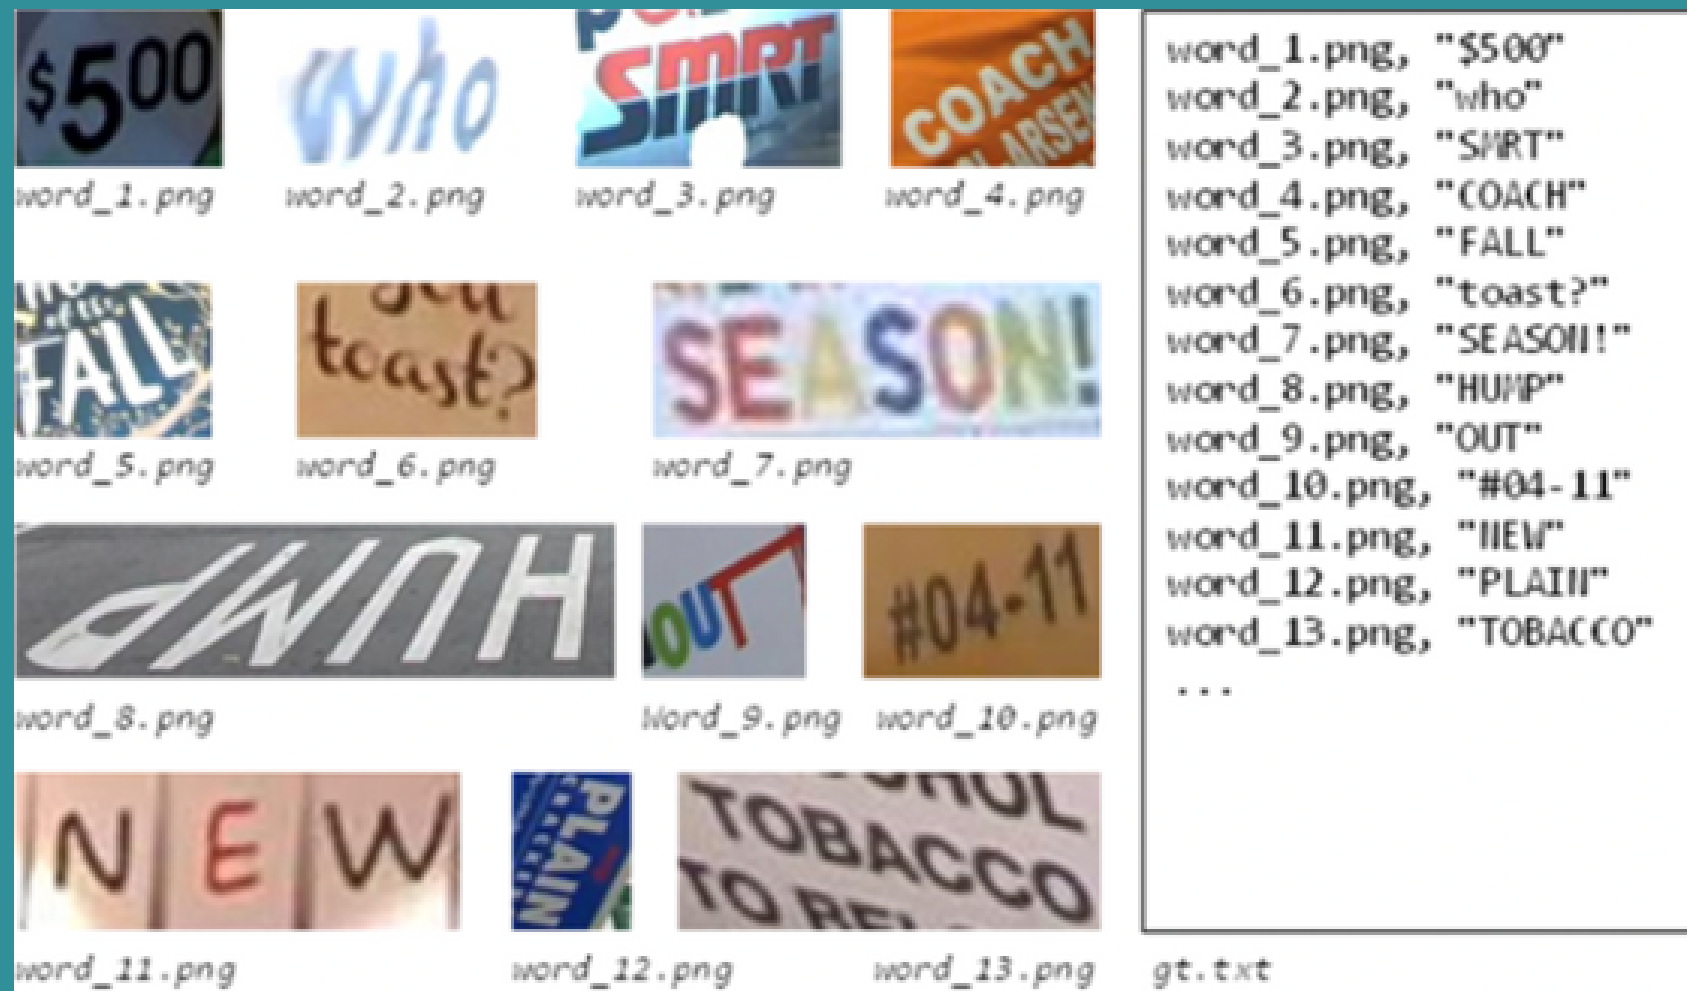 $500
who
SMRT
COACH
ARSEN
word_1.png
word_2.png
word_3.png
word_4.png
FALL
toast?
SEASON!
word_5.png
word_6.png
word_7.png
HUMP
OUT
#04-11
word_8.png
Word_9.png
word_10.png
NEW
PLAIN
TOBACCO
TO
word_11.png
word_12.png
word_13.png
word_1.png, "$500"
word_2.png, "who"
word_3.png, "SMRT"
word_4.png, "COACH"
word_5.png, "FALL"
word_6.png, "toast?"
word_7.png, "SEASON!"
word_8.png, "HUMP"
word_9.png, "OUT"
word_10.png, "#04-11"
word_11.png, "NEW"
word_12.png, "PLAIN"
word_13.png, "TOBACCO"
...
gt.txt